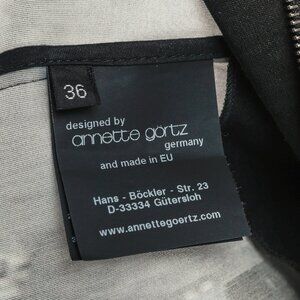 36
designed by
annette görtz
germany
and made in EU
Hans - Böckler - Str. 23
D-33334 Gütersloh
www.annettegoertz.com